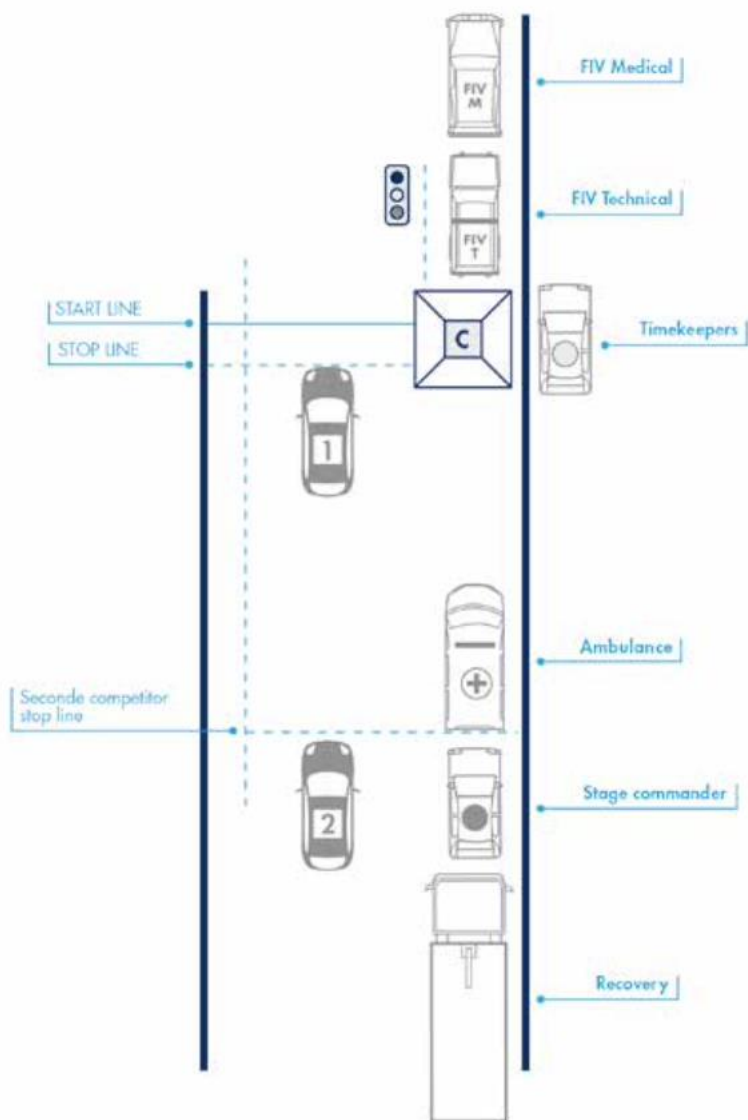 FIV Medical
FIV
M
FIV Technical
FIV
T
START LINE
C
Timekeepers
STOP LINE
1
Ambulance
Seconde competitor
stop line
Stage commander
2
Recovery